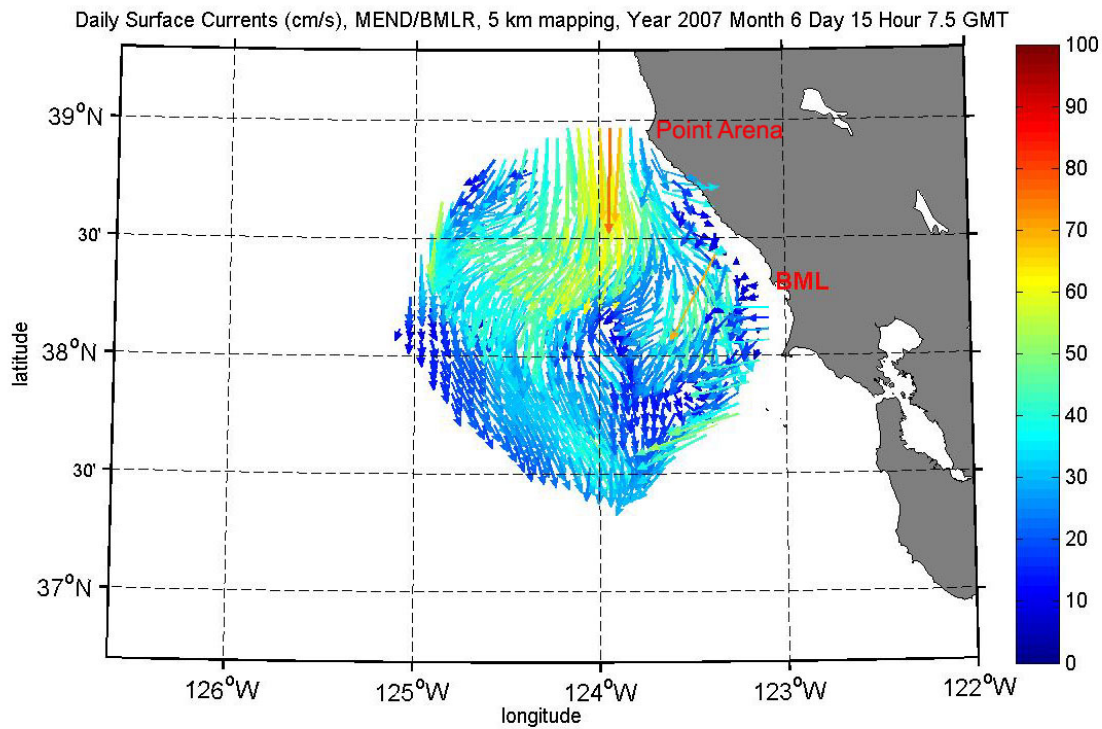 Daily Surface Currents (cm/s), MEND/BMLR, 5 km mapping, Year 2007 Month 6 Day 15 Hour 7.5 GMT
39°N
30'
38°N
30'
37°N
latitude
Point Arena
BML
126°W
125°W
124°W
123°W
122°W
longitude
100
90
80
70
60
50
40
30
20
10
0